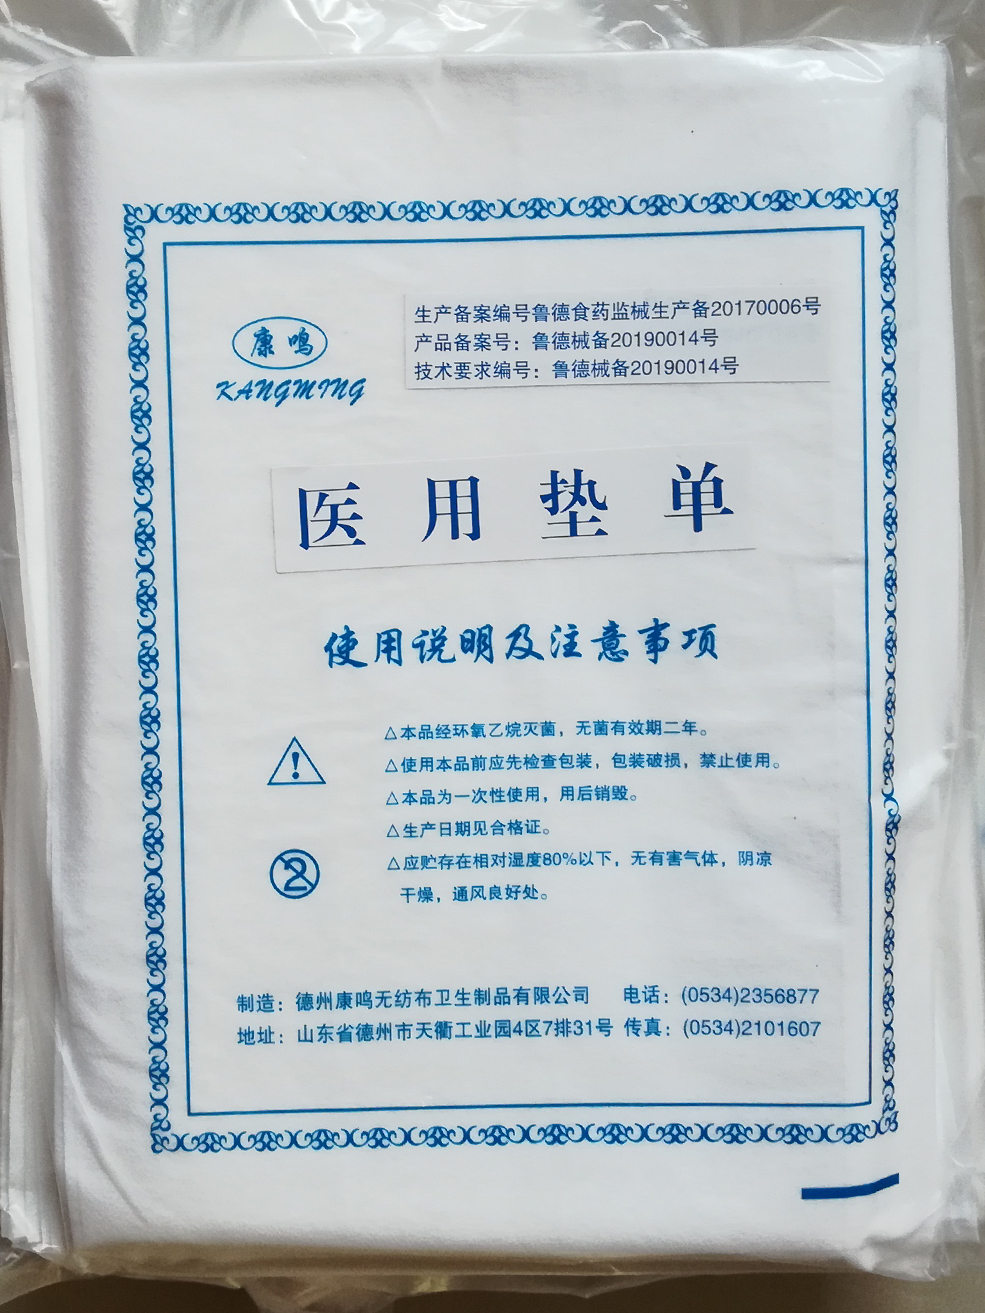 康鸣
KANGMING
生产备案编号鲁德食药监械生产备20170006号
产品备案号：鲁德械备20190014号
技术要求编号：鲁德械备20190014号
医用垫单
使用说明及注意事项
△本品经环氧乙烷灭菌，无菌有效期二年。
△使用本品前应先检查包装，包装破损，禁止使用。
△本品为一次性使用，用后销毁。
△生产日期见合格证。
△应贮存在相对湿度80%以下，无有害气体，阴凉
干燥，通风良好处。
2
制造：德州康鸣无纺布卫生制品有限公司 电话：(0534)2356877
地址：山东省德州市天衢工业园4区7排31号 传真：(0534)2101607